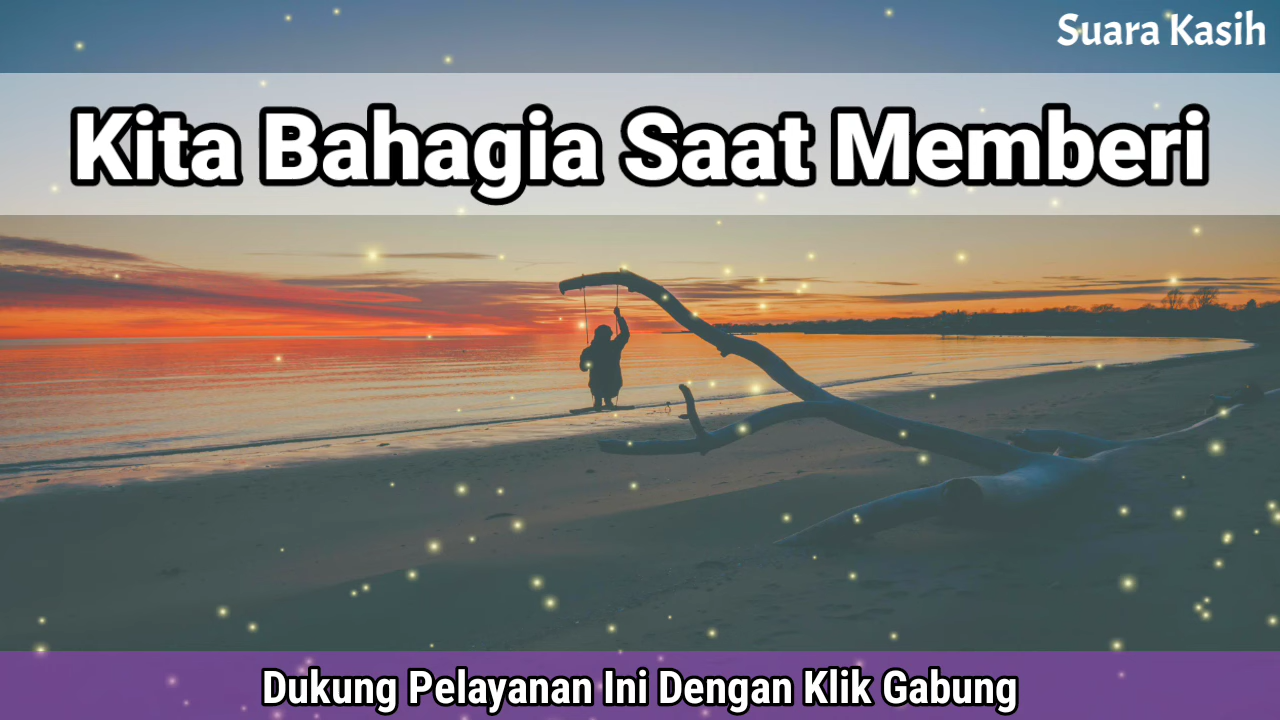 Suara Kasih
Kita Bahagia Saat Memberi
Dukung Pelayanan Ini Dengan Klik Gabung